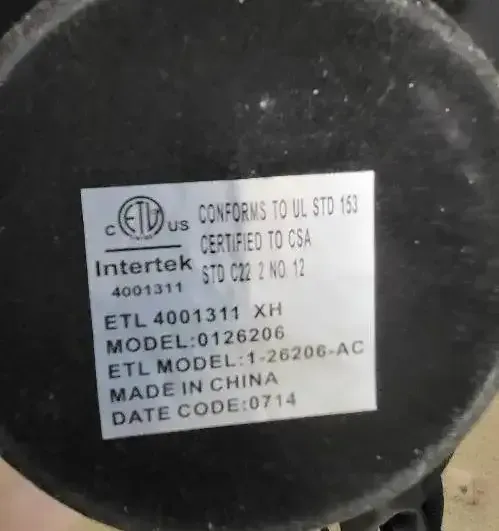 C ETL US
Intertek
4001311
CONFORMS TO UL STD 153
CERTIFIED TO CSA
STD C22 2 NO 12
ETL 4001311 XH
MODEL:0126206
ETL MODEL:1-26206-AC
MADE IN CHINA
DATE CODE:0714